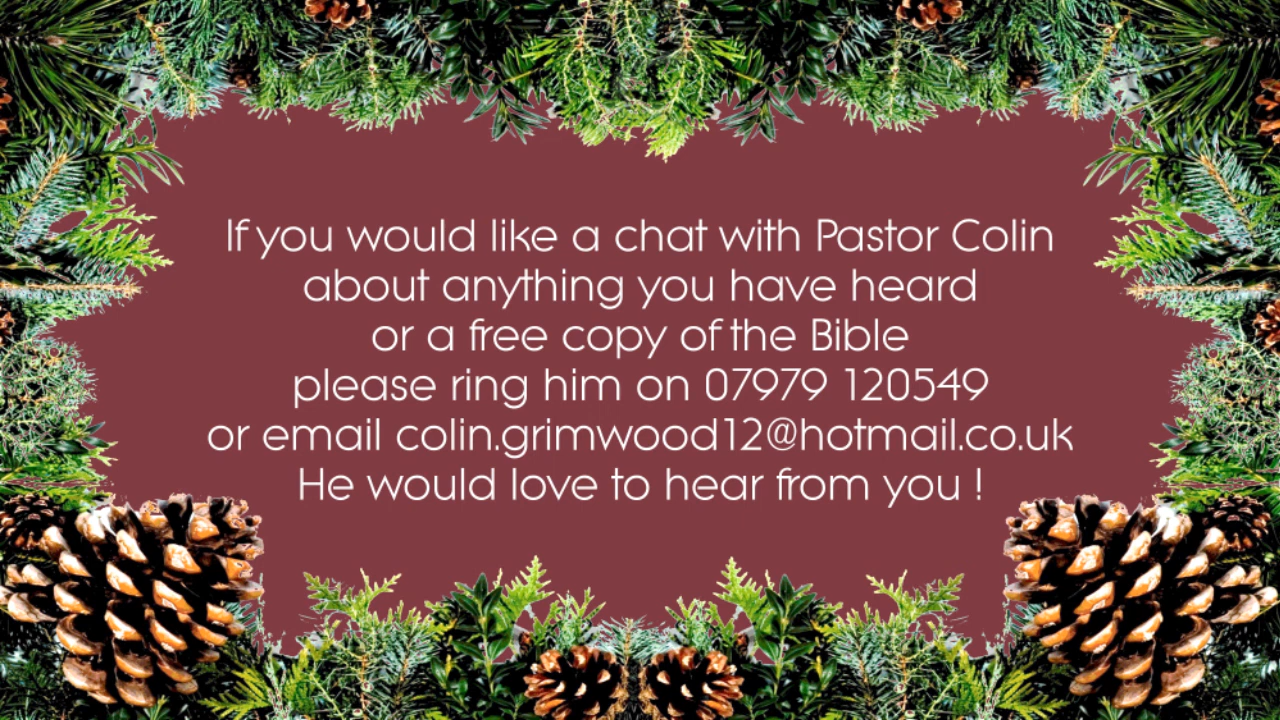 If you would like a chat with Pastor Colin
about anything you have heard
or a free copy of the Bible
please ring him on 07979 120549
or email colin.grimwood12@hotmail.co.uk
He would love to hear from you !